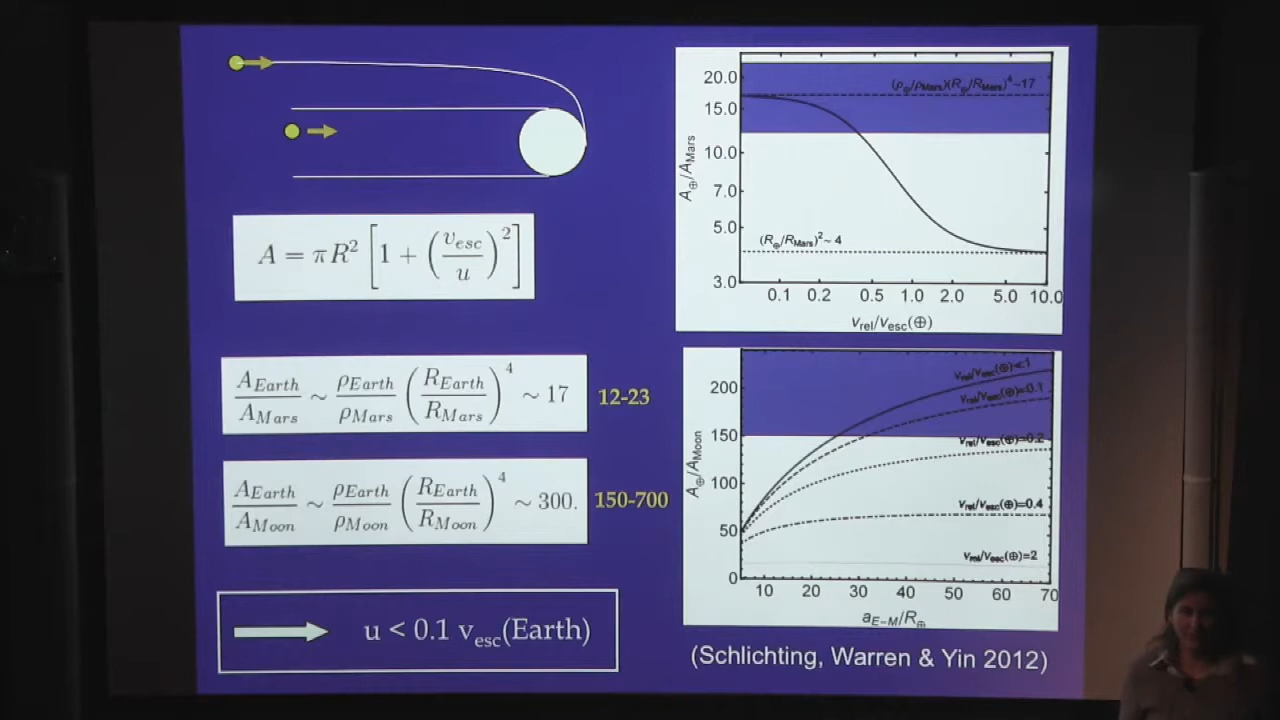 A = πR² [1 + (v_esc/u)²]
A_Earth/A_Mars ~ ρ_Earth/ρ_Mars (R_Earth/R_Mars)⁴ ~ 17
12-23
A_Earth/A_Moon ~ ρ_Earth/ρ_Moon (R_Earth/R_Moon)⁴ ~ 300.
150-700
u < 0.1 v_esc(Earth)
20.0
15.0
10.0
7.0
5.0
3.0
A_⊕/A_Mars
(ρ_⊕/ρ_Mars)(R_⊕/R_Mars)⁴~17
(R_⊕/R_Mars)²~ 4
0.1 0.2 0.5 1.0 2.0 5.0 10.0
v_rel/v_esc(⊕)
200
150
100
50
0
A_⊕/A_Moon
v_rel/v_esc(⊕)≪1
v_rel/v_esc(⊕)=0.1
v_rel/v_esc(⊕)=0.2
v_rel/v_esc(⊕)=0.4
v_rel/v_esc(⊕)=2
10 20 30 40 50 60 70
a_E-M/R_⊕
(Schlichting, Warren & Yin 2012)